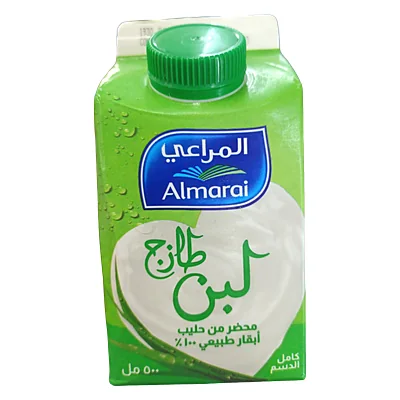 المراعي
Almarai
لبن طازج
محضر من حليب
أبقار طبيعي ١٠٠٪
كامل
الدسم
٥٠٠ مل